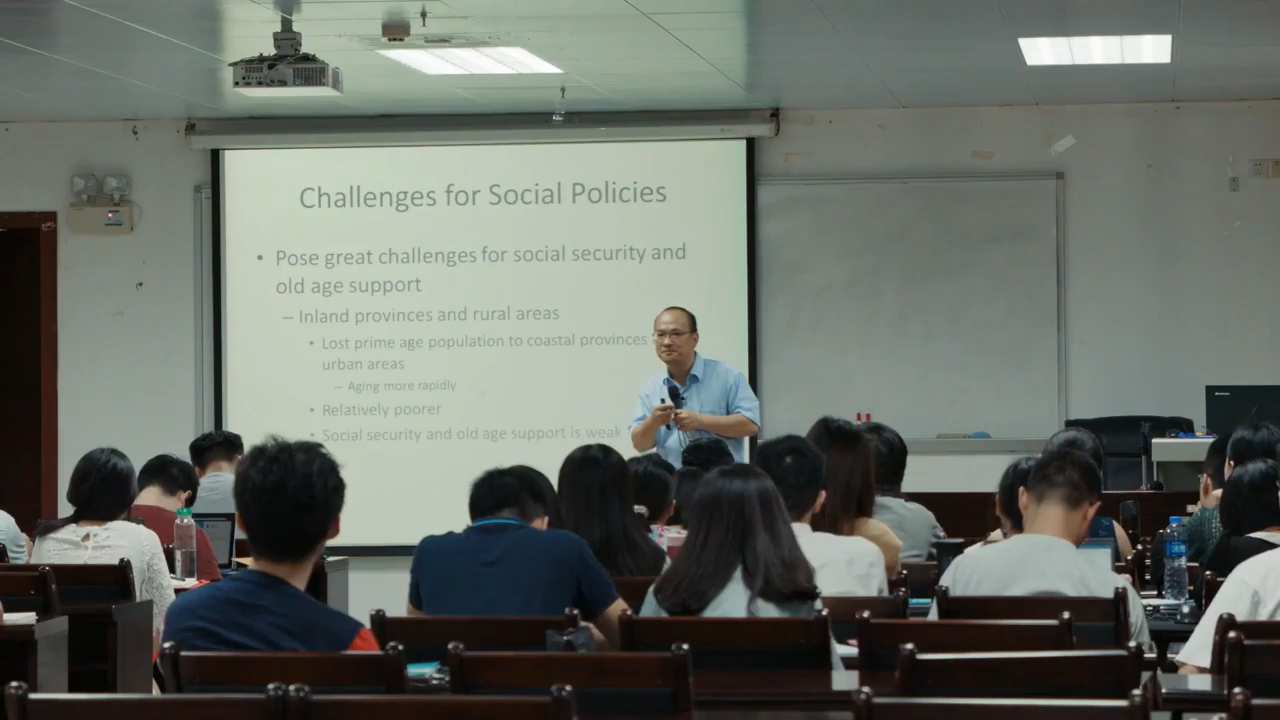 Challenges for Social Policies
• Pose great challenges for social security and
old age support
– Inland provinces and rural areas
• Lost prime age population to coastal provinces
urban areas
– Aging more rapidly
• Relatively poorer
• Social security and old age support is weak